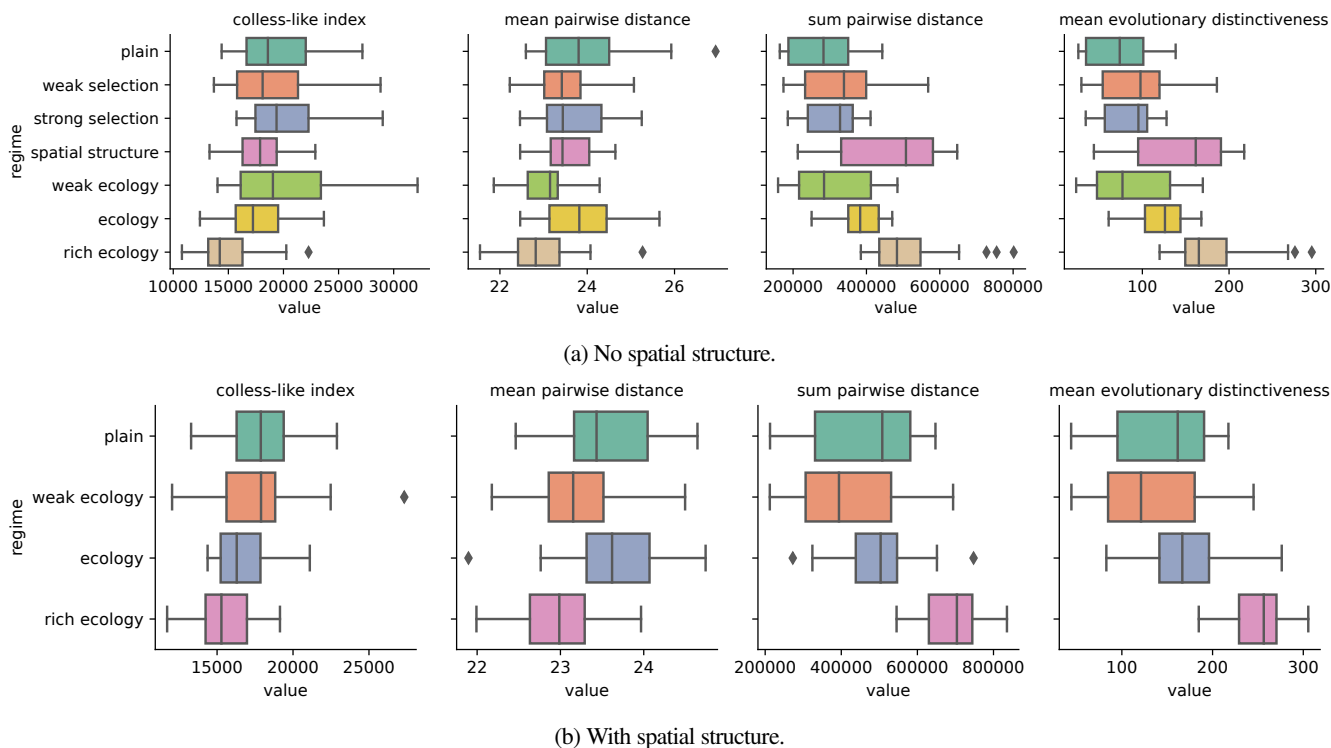 colless-like index
mean pairwise distance
sum pairwise distance
mean evolutionary distinctiveness
regime
plain
weak selection
strong selection
spatial structure
weak ecology
ecology
rich ecology
10000 15000 20000 25000 30000
22 24 26
200000 400000 600000 800000
100 200 300
value value value value
(a) No spatial structure.
colless-like index
mean pairwise distance
sum pairwise distance
mean evolutionary distinctiveness
regime
plain
weak ecology
ecology
rich ecology
15000 20000 25000
22 23 24
200000 400000 600000 800000
100 200 300
value value value value
(b) With spatial structure.